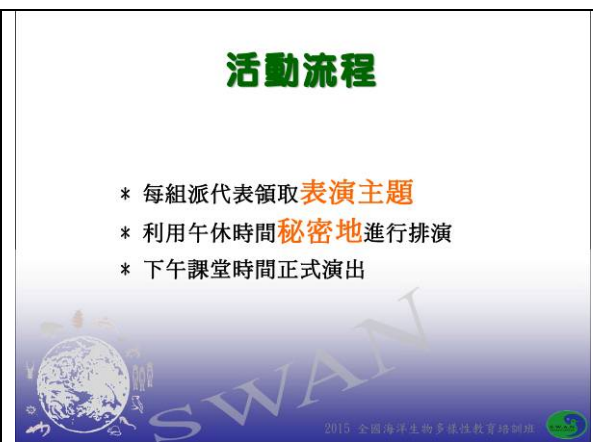 活動流程
* 每組派代表領取表演主題
* 利用午休時間秘密地進行排演
* 下午課堂時間正式演出
SWAN
2015 全國海洋生物多樣性教育培訓班